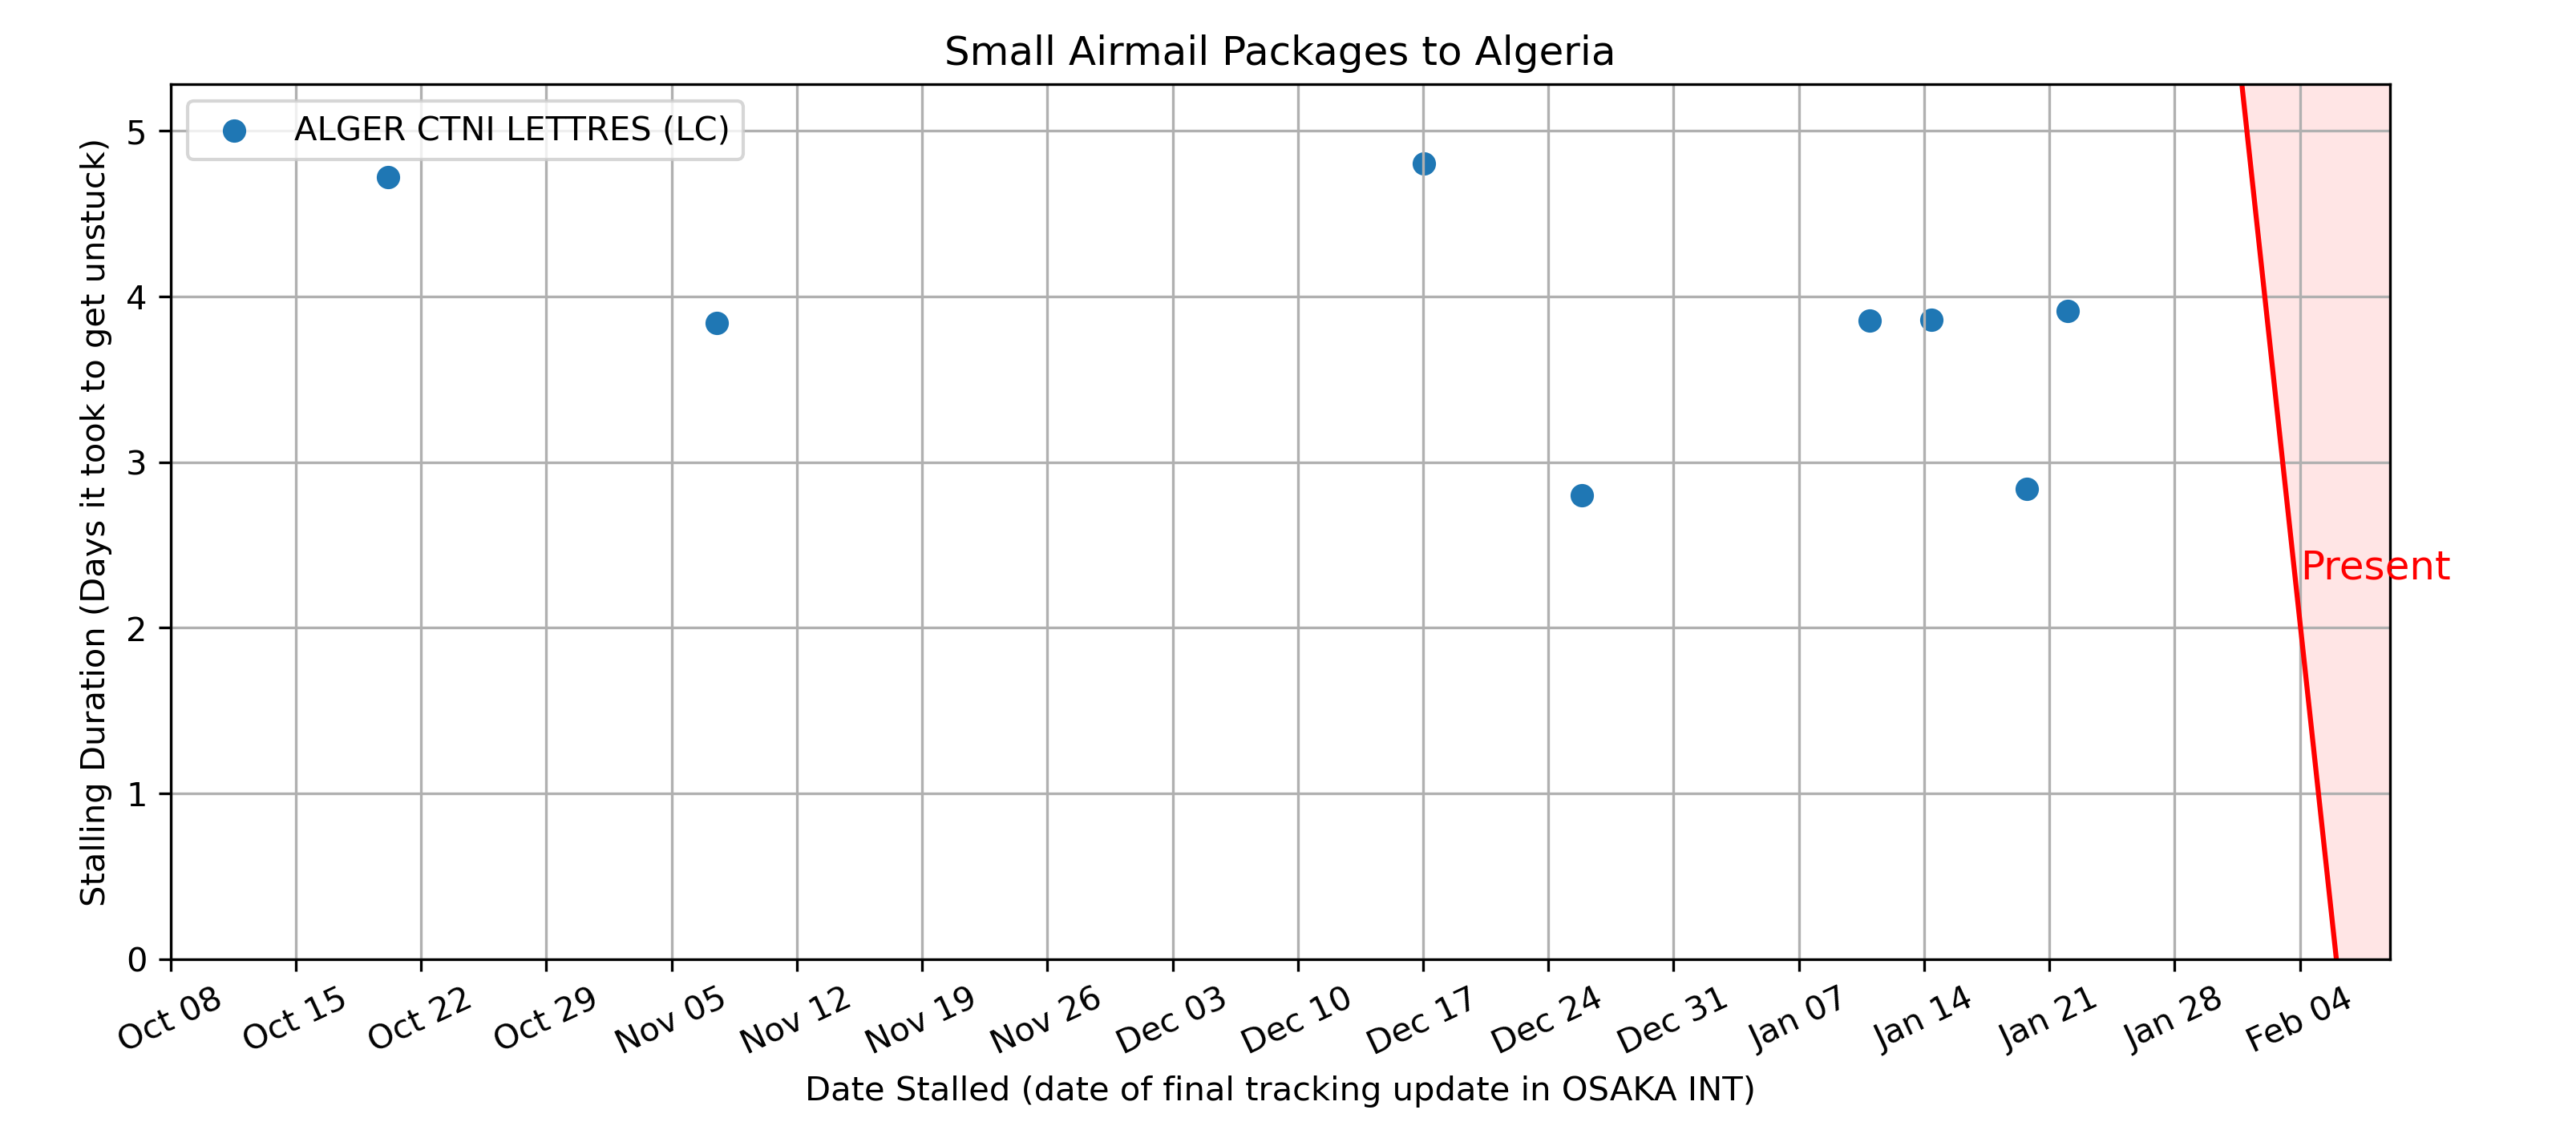 Small Airmail Packages to Algeria
ALGER CTNI LETTRES (LC)
Stalling Duration (Days it took to get unstuck)
5
4
3
2
1
0
Present
Oct 08
Oct 15
Oct 22
Oct 29
Nov 05
Nov 12
Nov 19
Nov 26
Dec 03
Dec 10
Dec 17
Dec 24
Dec 31
Jan 07
Jan 14
Jan 21
Jan 28
Feb 04
Date Stalled (date of final tracking update in OSAKA INT)